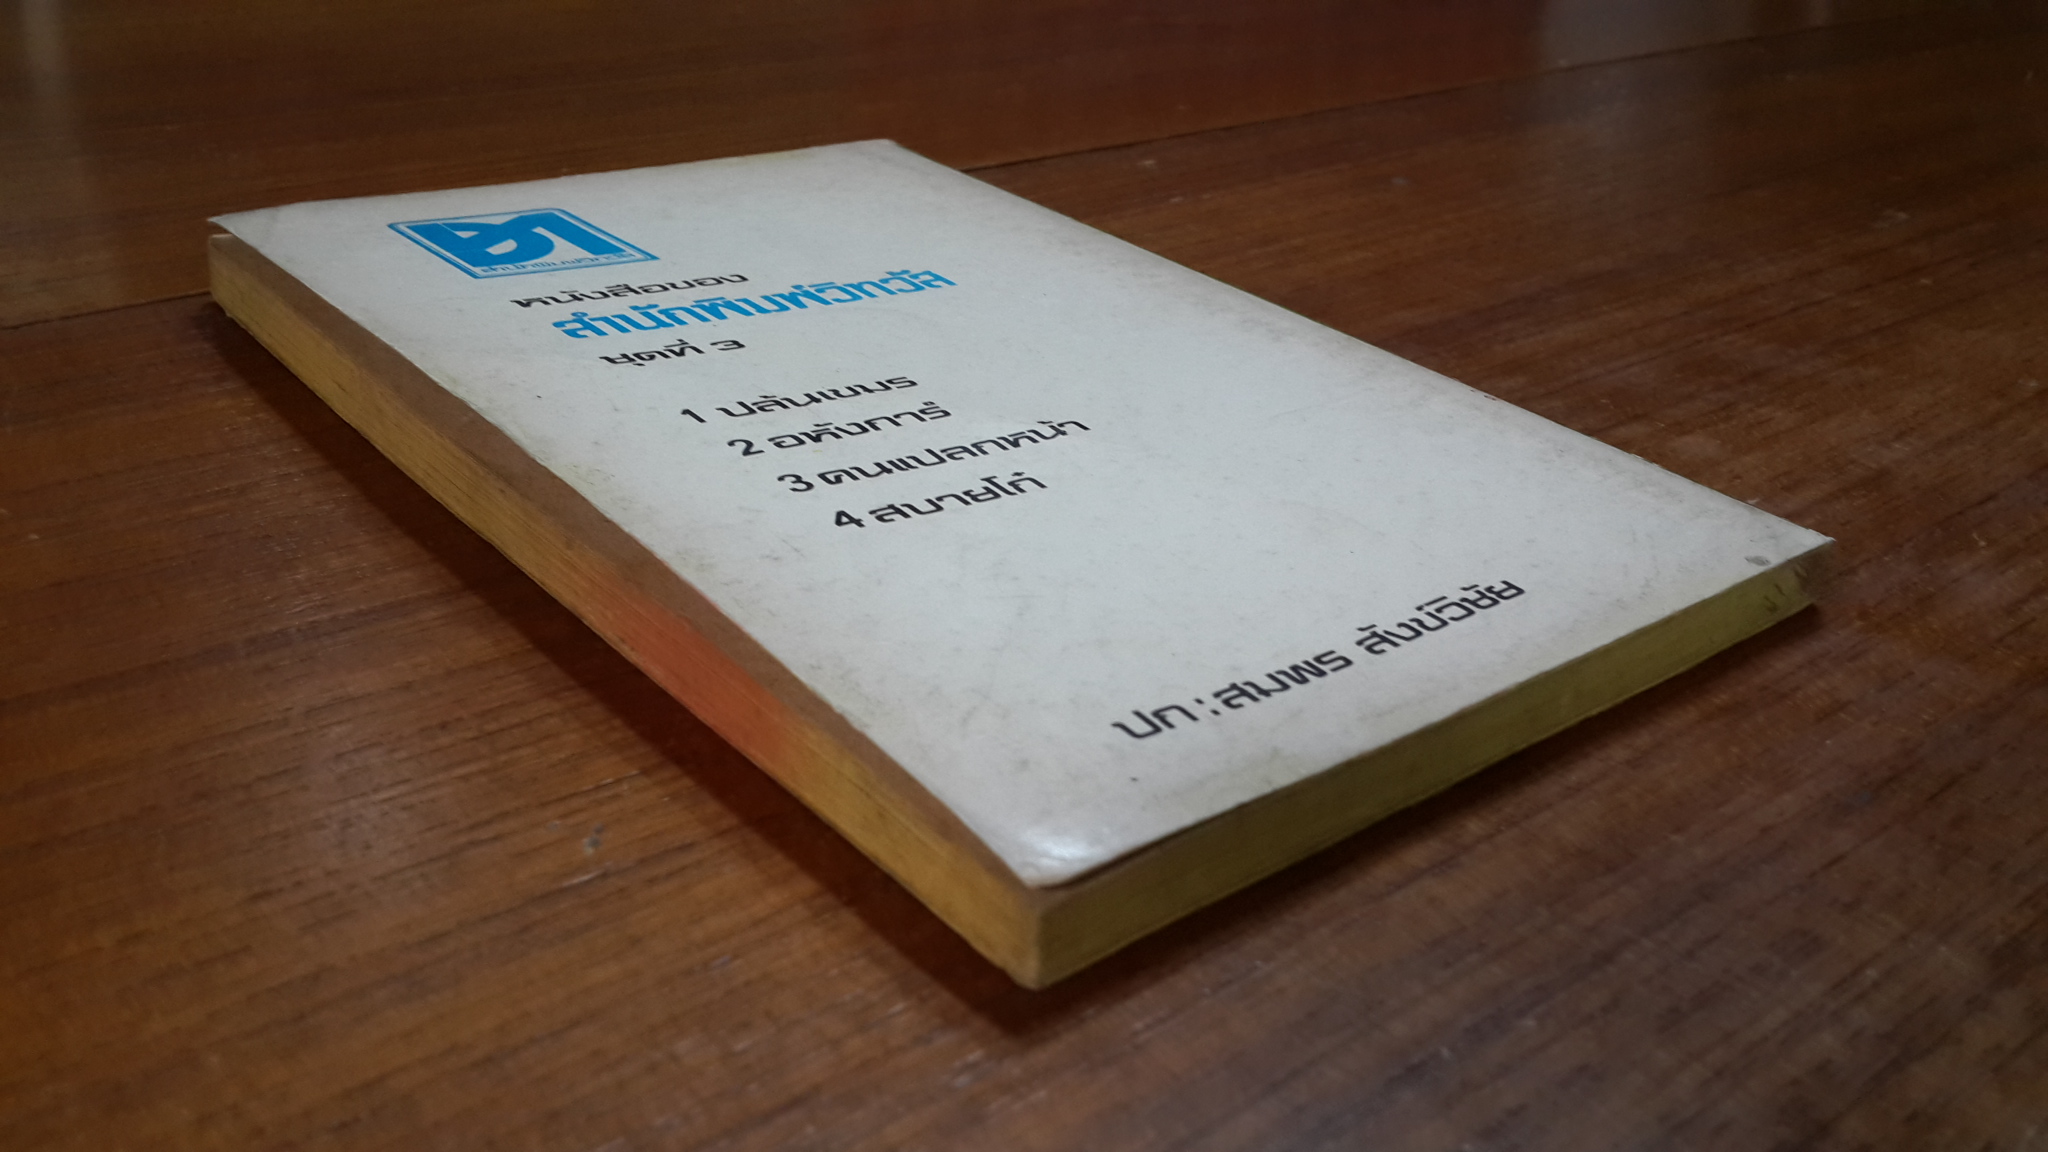 หนังสือของ
สำนักพิมพ์วิทวัส
ชุดที่ 3
1 ปล้นเขมร
2 อหังการ์
3 คนแปลกหน้า
4 สบายโก๋
ปก : สมพร สังข์วิชัย